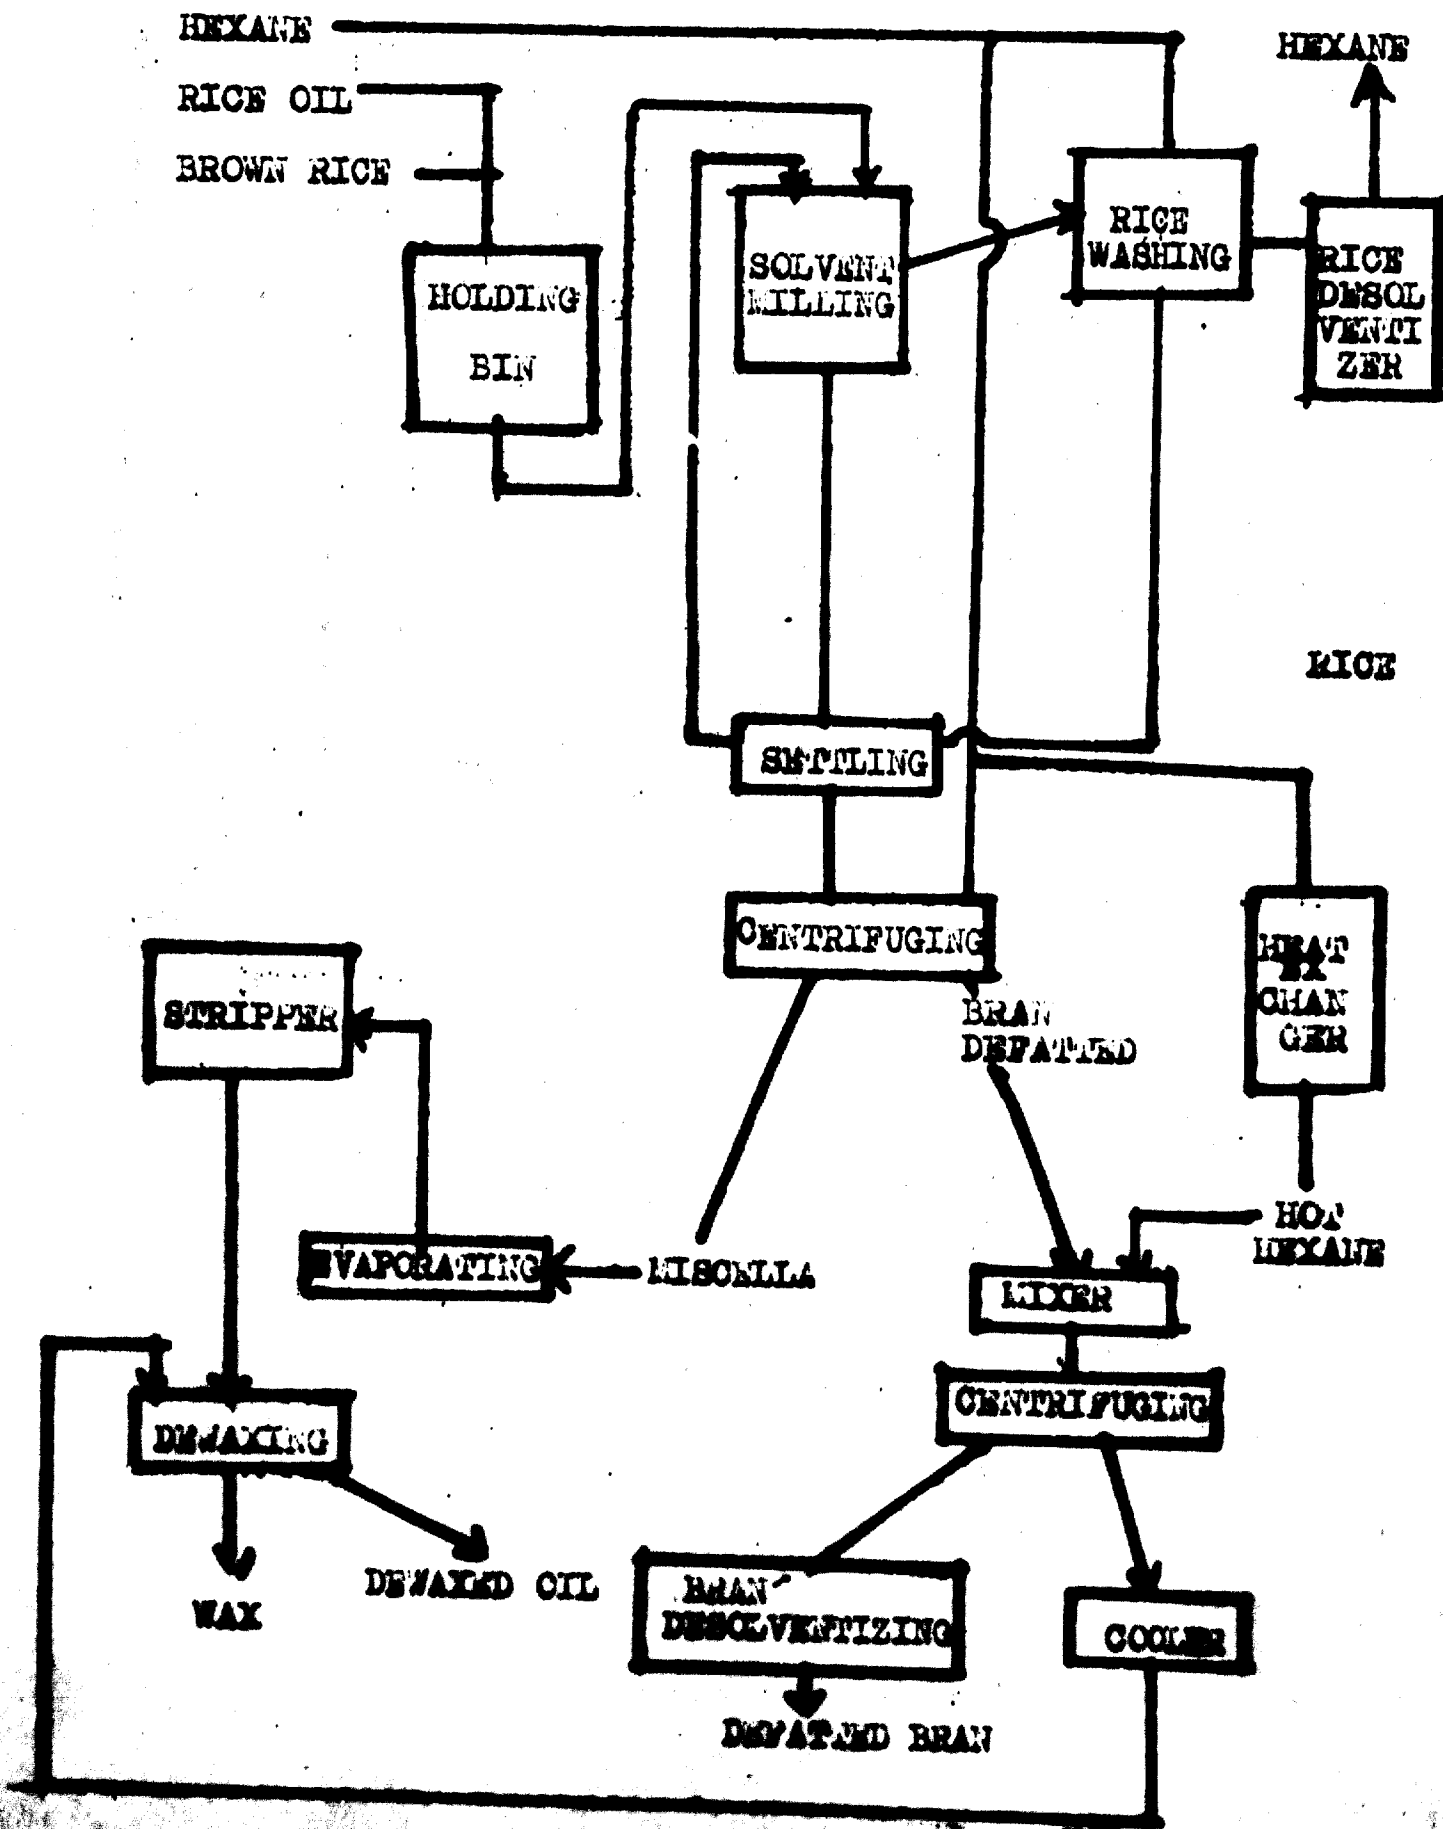 HEXANE
HEXANE
RICE OIL
BROWN RICE
RICE
WASHING
SOLVENT
MILLING
RICE
DESOL
VENTI
ZER
HOLDING
BIN
RICE
SETTLING
CENTRIFUGING
HEAT
EX
CHAN
GER
STRIPPER
BRAN
DEFATTED
HOT
HEXANE
EVAPORATING
MISCELLA
MIXER
CENTRIFUGING
DEWAXING
DEWAXED OIL
WAX
BRAN
DESOLVENTIZING
COOLER
DEFATTED BRAN